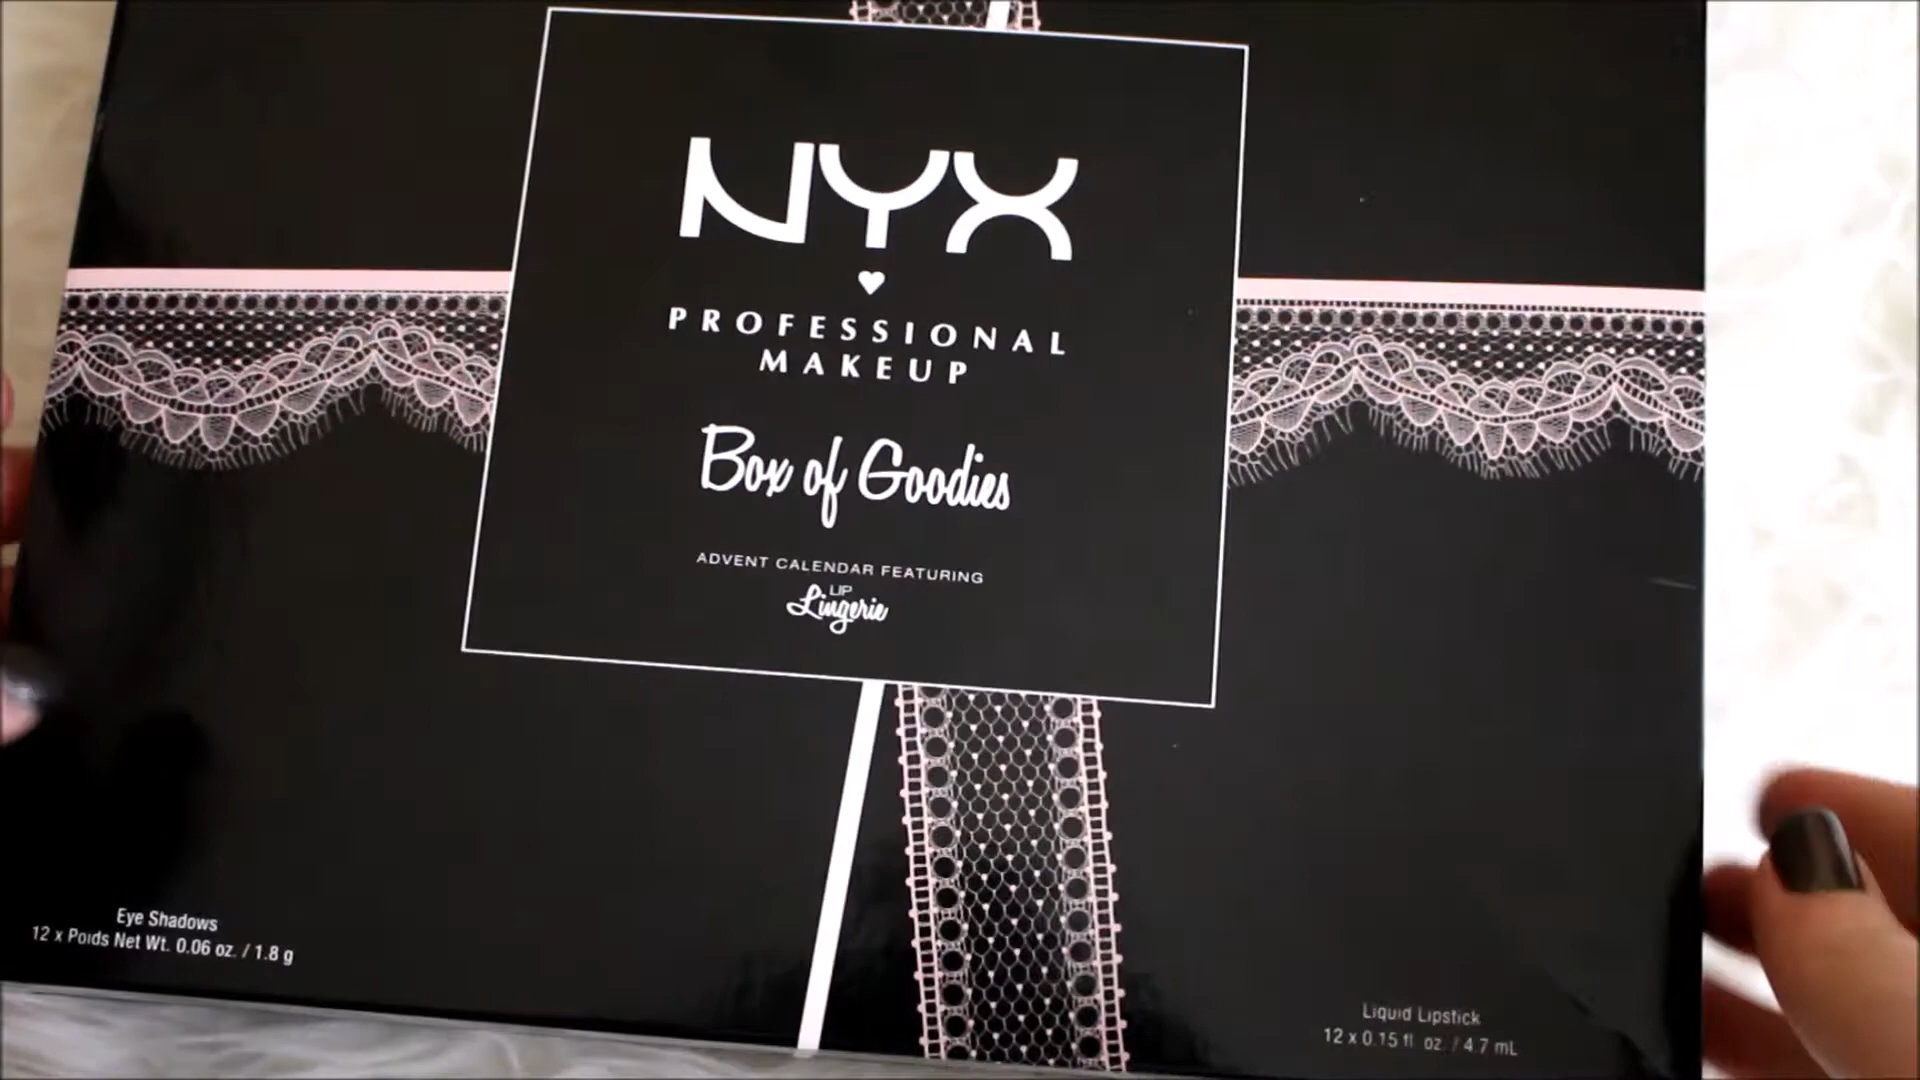 NYX
PROFESSIONAL
MAKEUP
Box of Goodies
ADVENT CALENDAR FEATURING
LIP
Lingerie
Eye Shadows
12 x Poids Net Wt. 0.06 oz. / 1.8 g
Liquid Lipstick
12 x 0.15 fl oz. / 4.7 mL